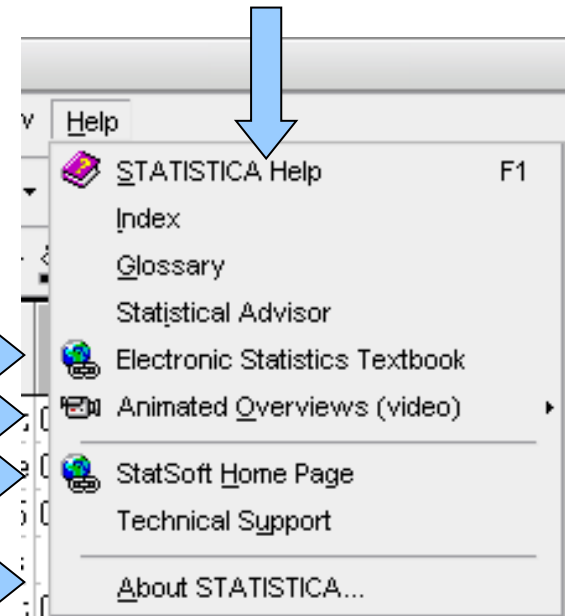 Help
STATISTICA Help F1
Index
Glossary
Statistical Advisor
Electronic Statistics Textbook
Animated Overviews (video)
StatSoft Home Page
Technical Support
About STATISTICA...